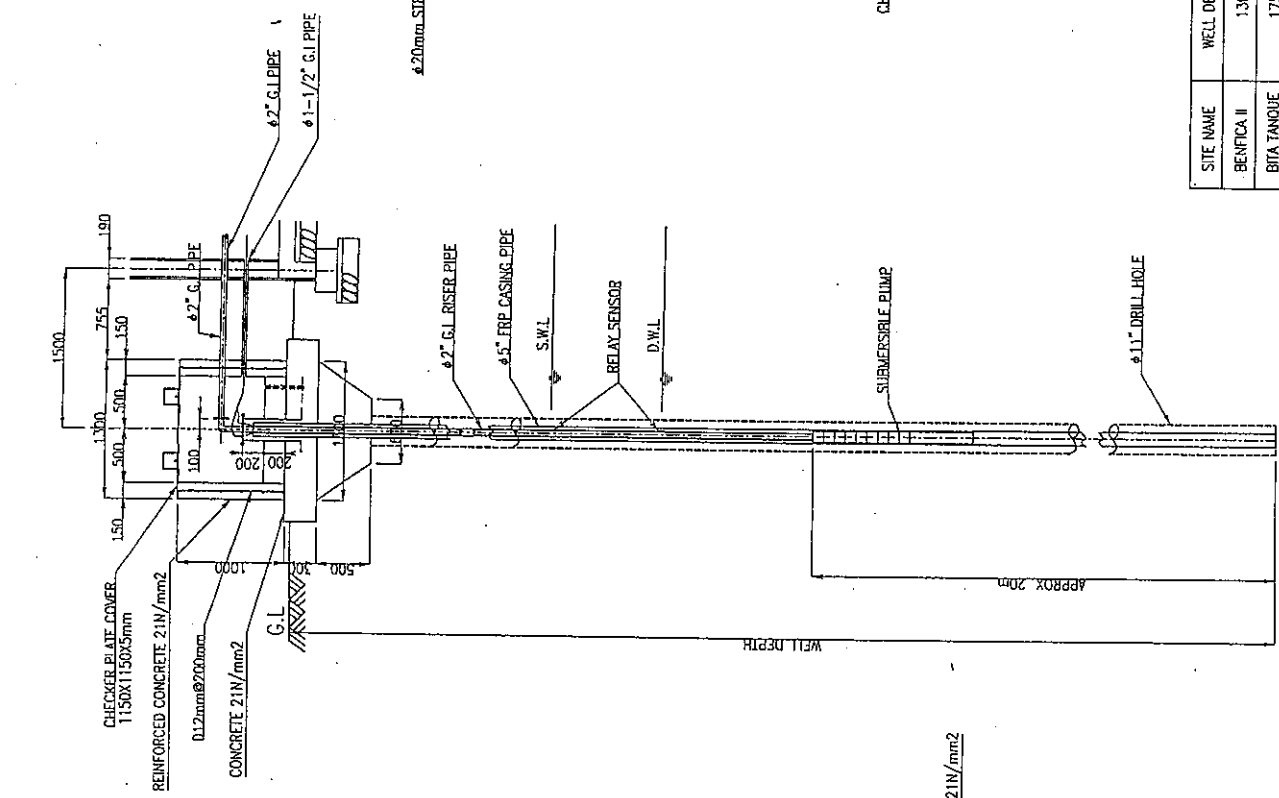 φ2" G.I PIPE
φ1-1/2" G.I PIPE
φ20mm STE
190
1500
755
150
φ2" G.I PIPE
500
1300
500
100
150
200
200
CHECKER PLATE COVER
1150X1150X5mm
REINFORCED CONCRETE 21N/mm2
D12mm@200mm
CONCRETE 21N/mm2
G.L
1000
500
φ2" G.I RISER PIPE
φ5" FRP CASING PIPE
S.W.L
RELAY SENSOR
D.W.L
SUBMERSIBLE PUMP
φ11" DRILL HOLE
APPROX. 20m
WELL DEPTH
21N/mm2
SITE NAME WELL DE
BENFICA II
BITA TANQUE